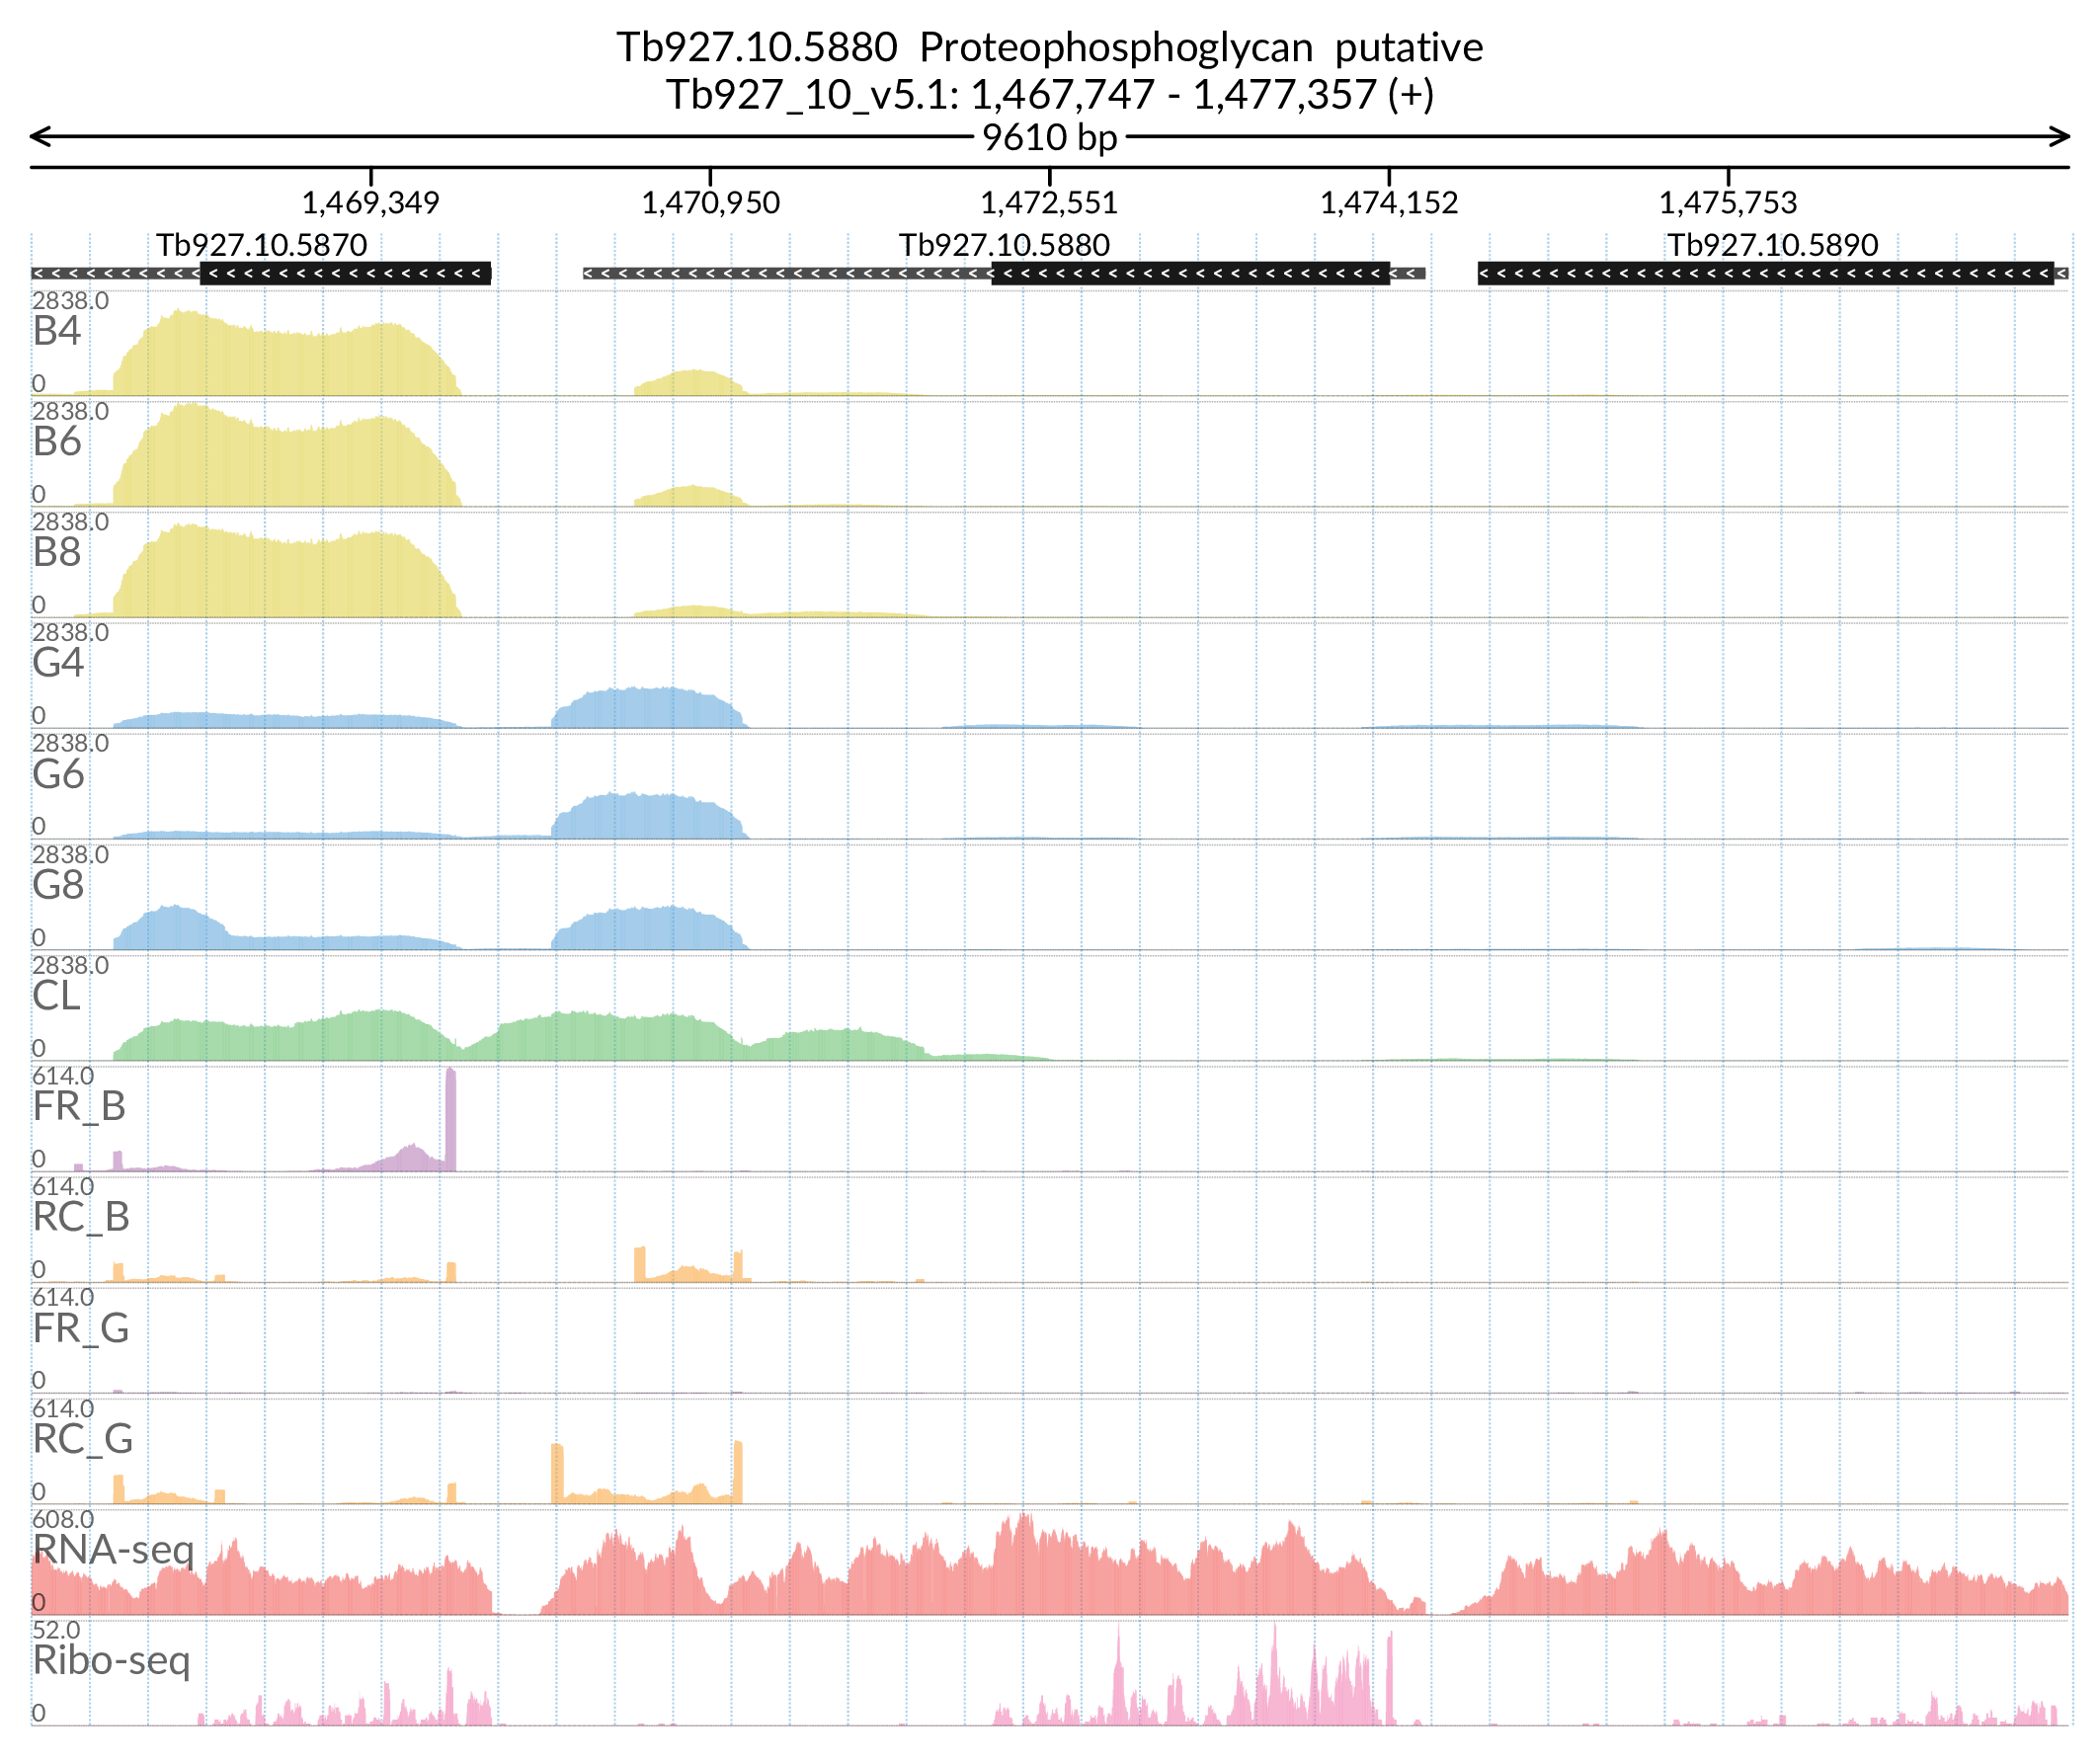 Tb927.10.5880 Proteophosphoglycan putative
Tb927_10_v5.1: 1,467,747 - 1,477,357 (+)
9610 bp
1,469,349 1,470,950 1,472,551 1,474,152 1,475,753
Tb927.10.5870 Tb927.10.5880 Tb927.10.5890
2838.0
B4
0
2838.0
B6
0
2838.0
B8
0
2838.0
G4
0
2838.0
G6
0
2838.0
G8
0
2838.0
CL
0
614.0
FR_B
0
614.0
RC_B
0
614.0
FR_G
0
614.0
RC_G
0
608.0
RNA-seq
0
52.0
Ribo-seq
0